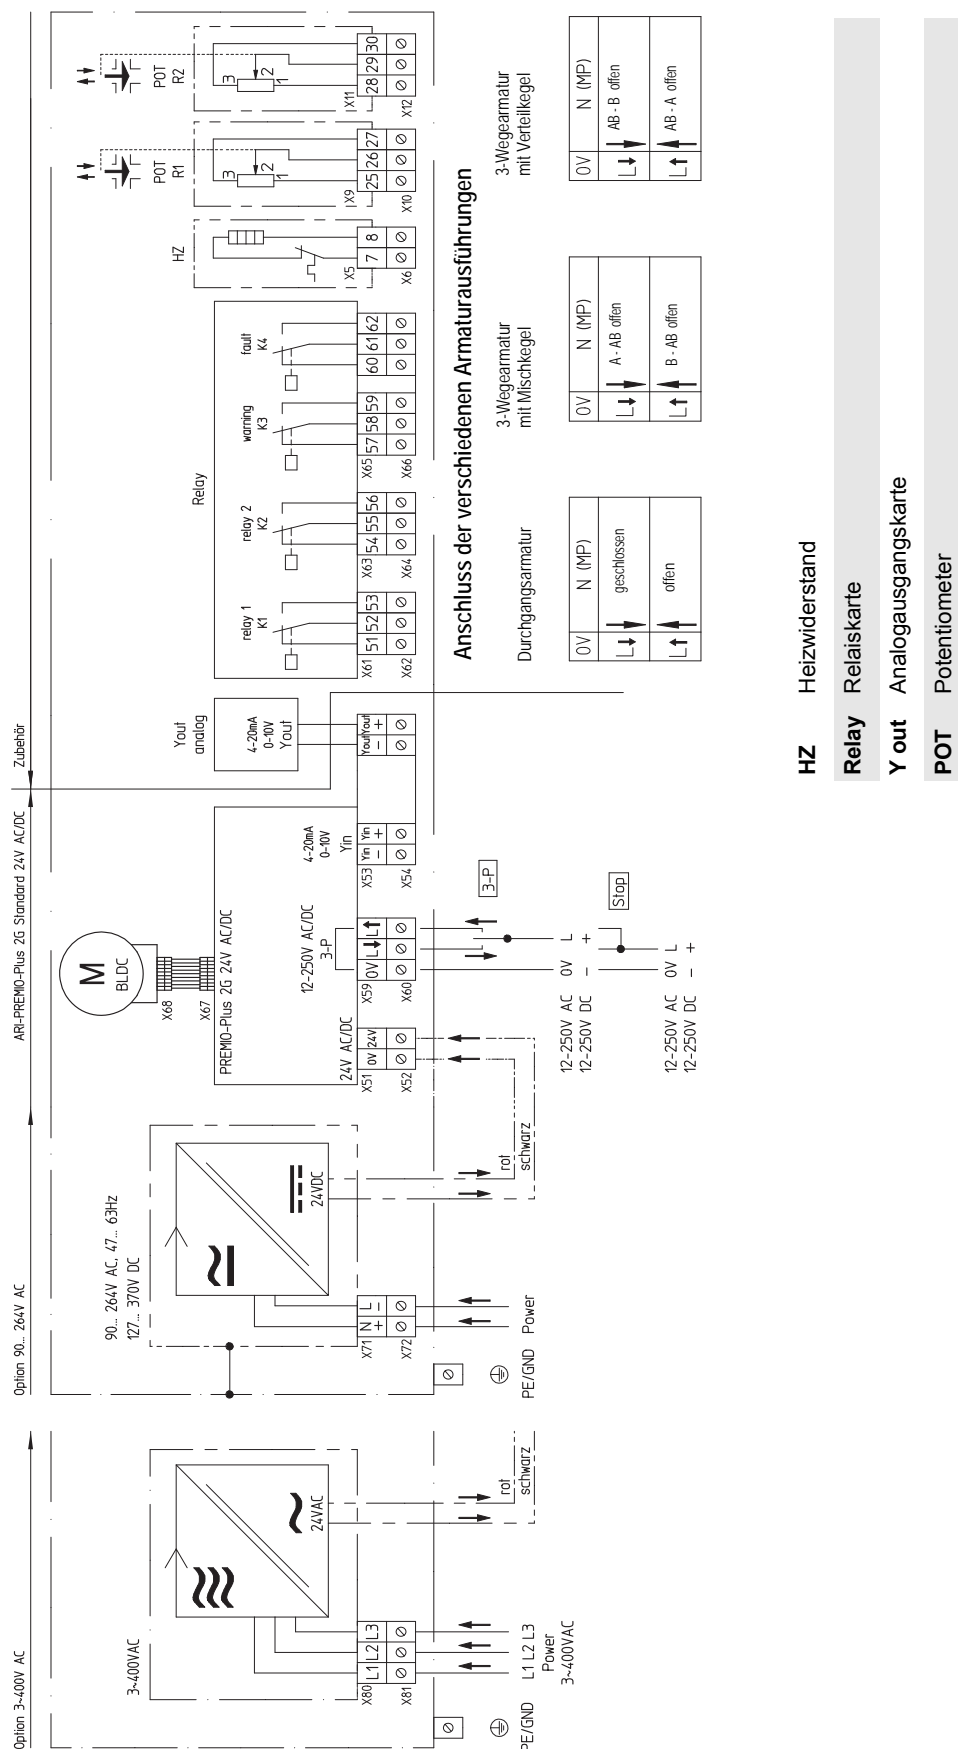 Option 3~400V AC
Option 90... 264V AC
ARI-PREMIO-Plus 2G Standard 24V AC/DC
Zubehör
3~400VAC
24VAC
X80 L1 L2 L3
X81
rot
schwarz
PE/GND
L1 L2 L3
Power
3~400VAC
90... 264V AC, 47... 63Hz
127... 370V DC
24VDC
X71 N L
+ -
X72
rot
schwarz
PE/GND Power
M
BLDC
X68
X67
PREMIO-Plus 2G 24V AC/DC
24V AC/DC
X51 0V 24V
X52
12-250V AC/DC
3-P
X59 0V L L
X60
3-P
12-250V AC 0V L
12-250V DC - +
Stop
12-250V AC 0V L
12-250V DC - +
4-20mA
0-10V
Yin
X53 Yin Yin
- +
X54
Yout
analog
4-20mA
0-10V
Yout
Yout Yout
- +
Relay
relay 1
K1
X61 51 52 53
X62
relay 2
K2
X63 54 55 56
X64
warning
K3
X65 57 58 59
X66
fault
K4
60 61 62
HZ
X5 7 8
X6
POT
R1
3
2
1
X9 25 26 27
X10
POT
R2
3
2
1
X11 28 29 30
X12
Anschluss der verschiedenen Armaturausführungen
Durchgangsarmatur
0V N (MP)
L geschlossen
L offen
3-Wegearmatur
mit Mischkegel
0V N (MP)
L A - AB offen
L B - AB offen
3-Wegearmatur
mit Verteilkegel
0V N (MP)
L AB - B offen
L AB - A offen
HZ Heizwiderstand
Relay Relaiskarte
Y out Analogausgangskarte
POT Potentiometer